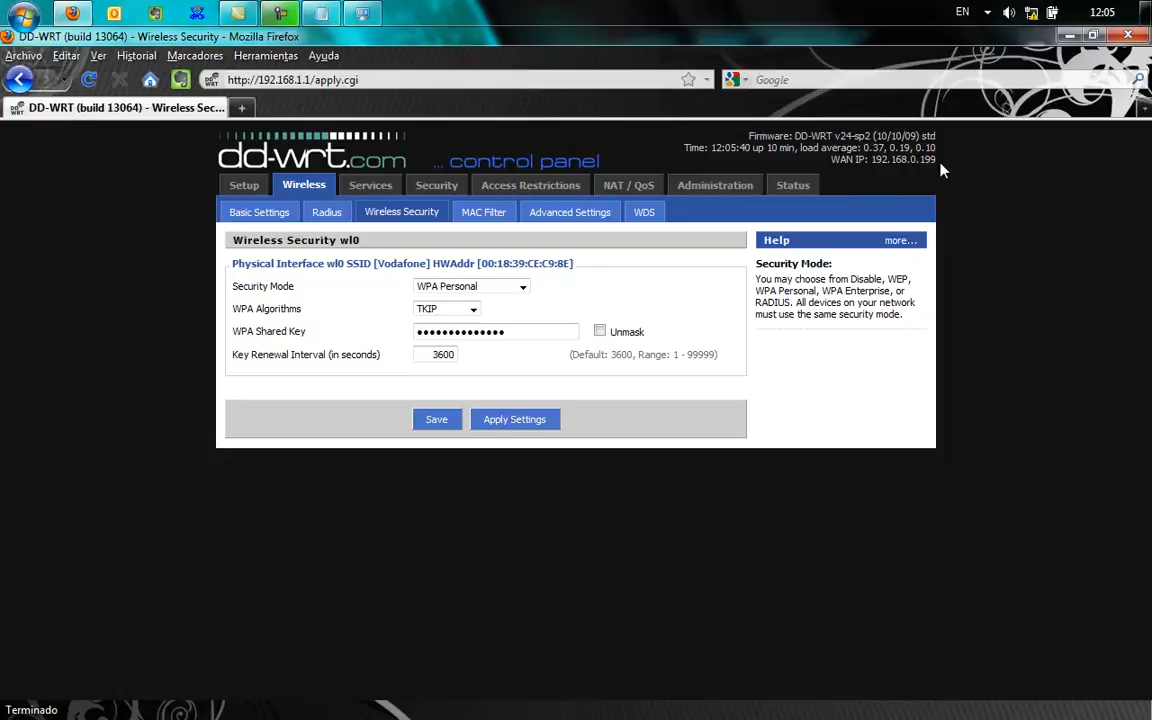 EN
12:05
DD-WRT (build 13064) - Wireless Security - Mozilla Firefox
Archivo Editar Ver Historial Marcadores Herramientas Ayuda
http://192.168.1.1/apply.cgi
Google
DD-WRT (build 13064) - Wireless Sec...
Firmware: DD-WRT v24-sp2 (10/10/09) std
Time: 12:05:40 up 10 min, load average: 0.37, 0.19, 0.10
WAN IP: 192.168.0.199
dd-wrt.com ... control panel
Setup Wireless Services Security Access Restrictions NAT / QoS Administration Status
Basic Settings Radius Wireless Security MAC Filter Advanced Settings WDS
Wireless Security wl0
Physical Interface wl0 SSID [Vodafone] HWAddr [00:18:39:CE:C9:8E]
Security Mode WPA Personal
WPA Algorithms TKIP
WPA Shared Key ●●●●●●●●●●●●●● Unmask
Key Renewal Interval (in seconds) 3600 (Default: 3600, Range: 1 - 99999)
Save Apply Settings
Help more...
Security Mode:
You may choose from Disable, WEP,
WPA Personal, WPA Enterprise, or
RADIUS. All devices on your network
must use the same security mode.
Terminado